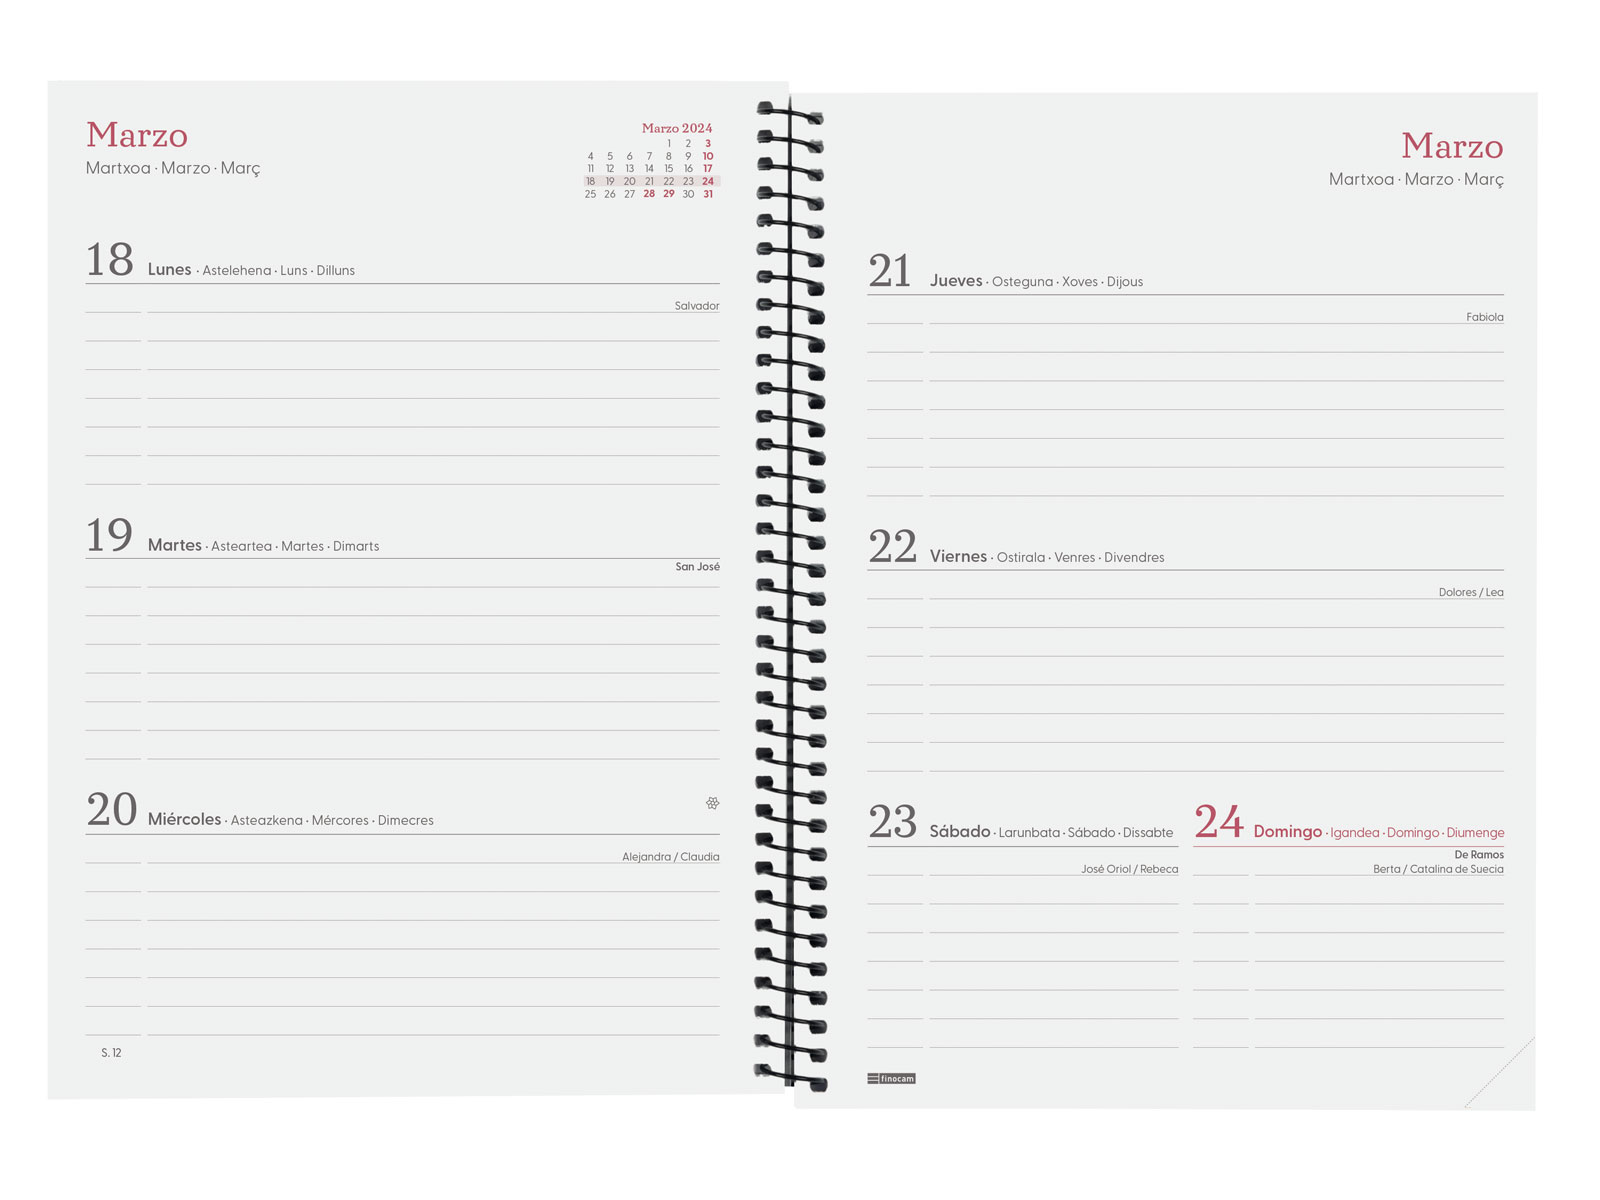 Marzo
Martxoa · Marzo · Març
Marzo 2024
1 2 3
4 5 6 7 8 9 10
11 12 13 14 15 16 17
18 19 20 21 22 23 24
25 26 27 28 29 30 31
18 Lunes · Astelehena · Luns · Dilluns
Salvador
19 Martes · Asteartea · Martes · Dimarts
San José
20 Miércoles · Asteazkena · Mércores · Dimecres
Alejandra / Claudia
S. 12
Marzo
Martxoa · Marzo · Març
21 Jueves · Osteguna · Xoves · Dijous
Fabiola
22 Viernes · Ostirala · Venres · Divendres
Dolores / Lea
23 Sábado · Larunbata · Sábado · Dissabte
José Oriol / Rebeca
24 Domingo · Igandea · Domingo · Diumenge
De Ramos
Berta / Catalina de Suecia
finocam